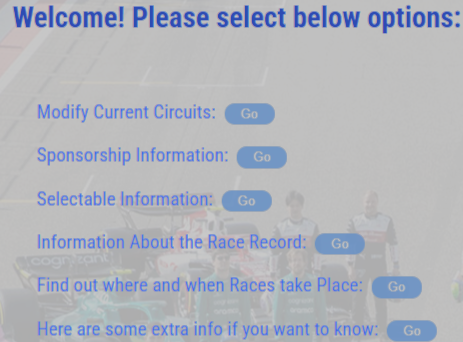 Welcome! Please select below options:
Modify Current Circuits: Go
Sponsorship Information: Go
Selectable Information: Go
Information About the Race Record: Go
cognizant
Find out where and when Races take Place: Go
Here are some extra info if you want to know: Go